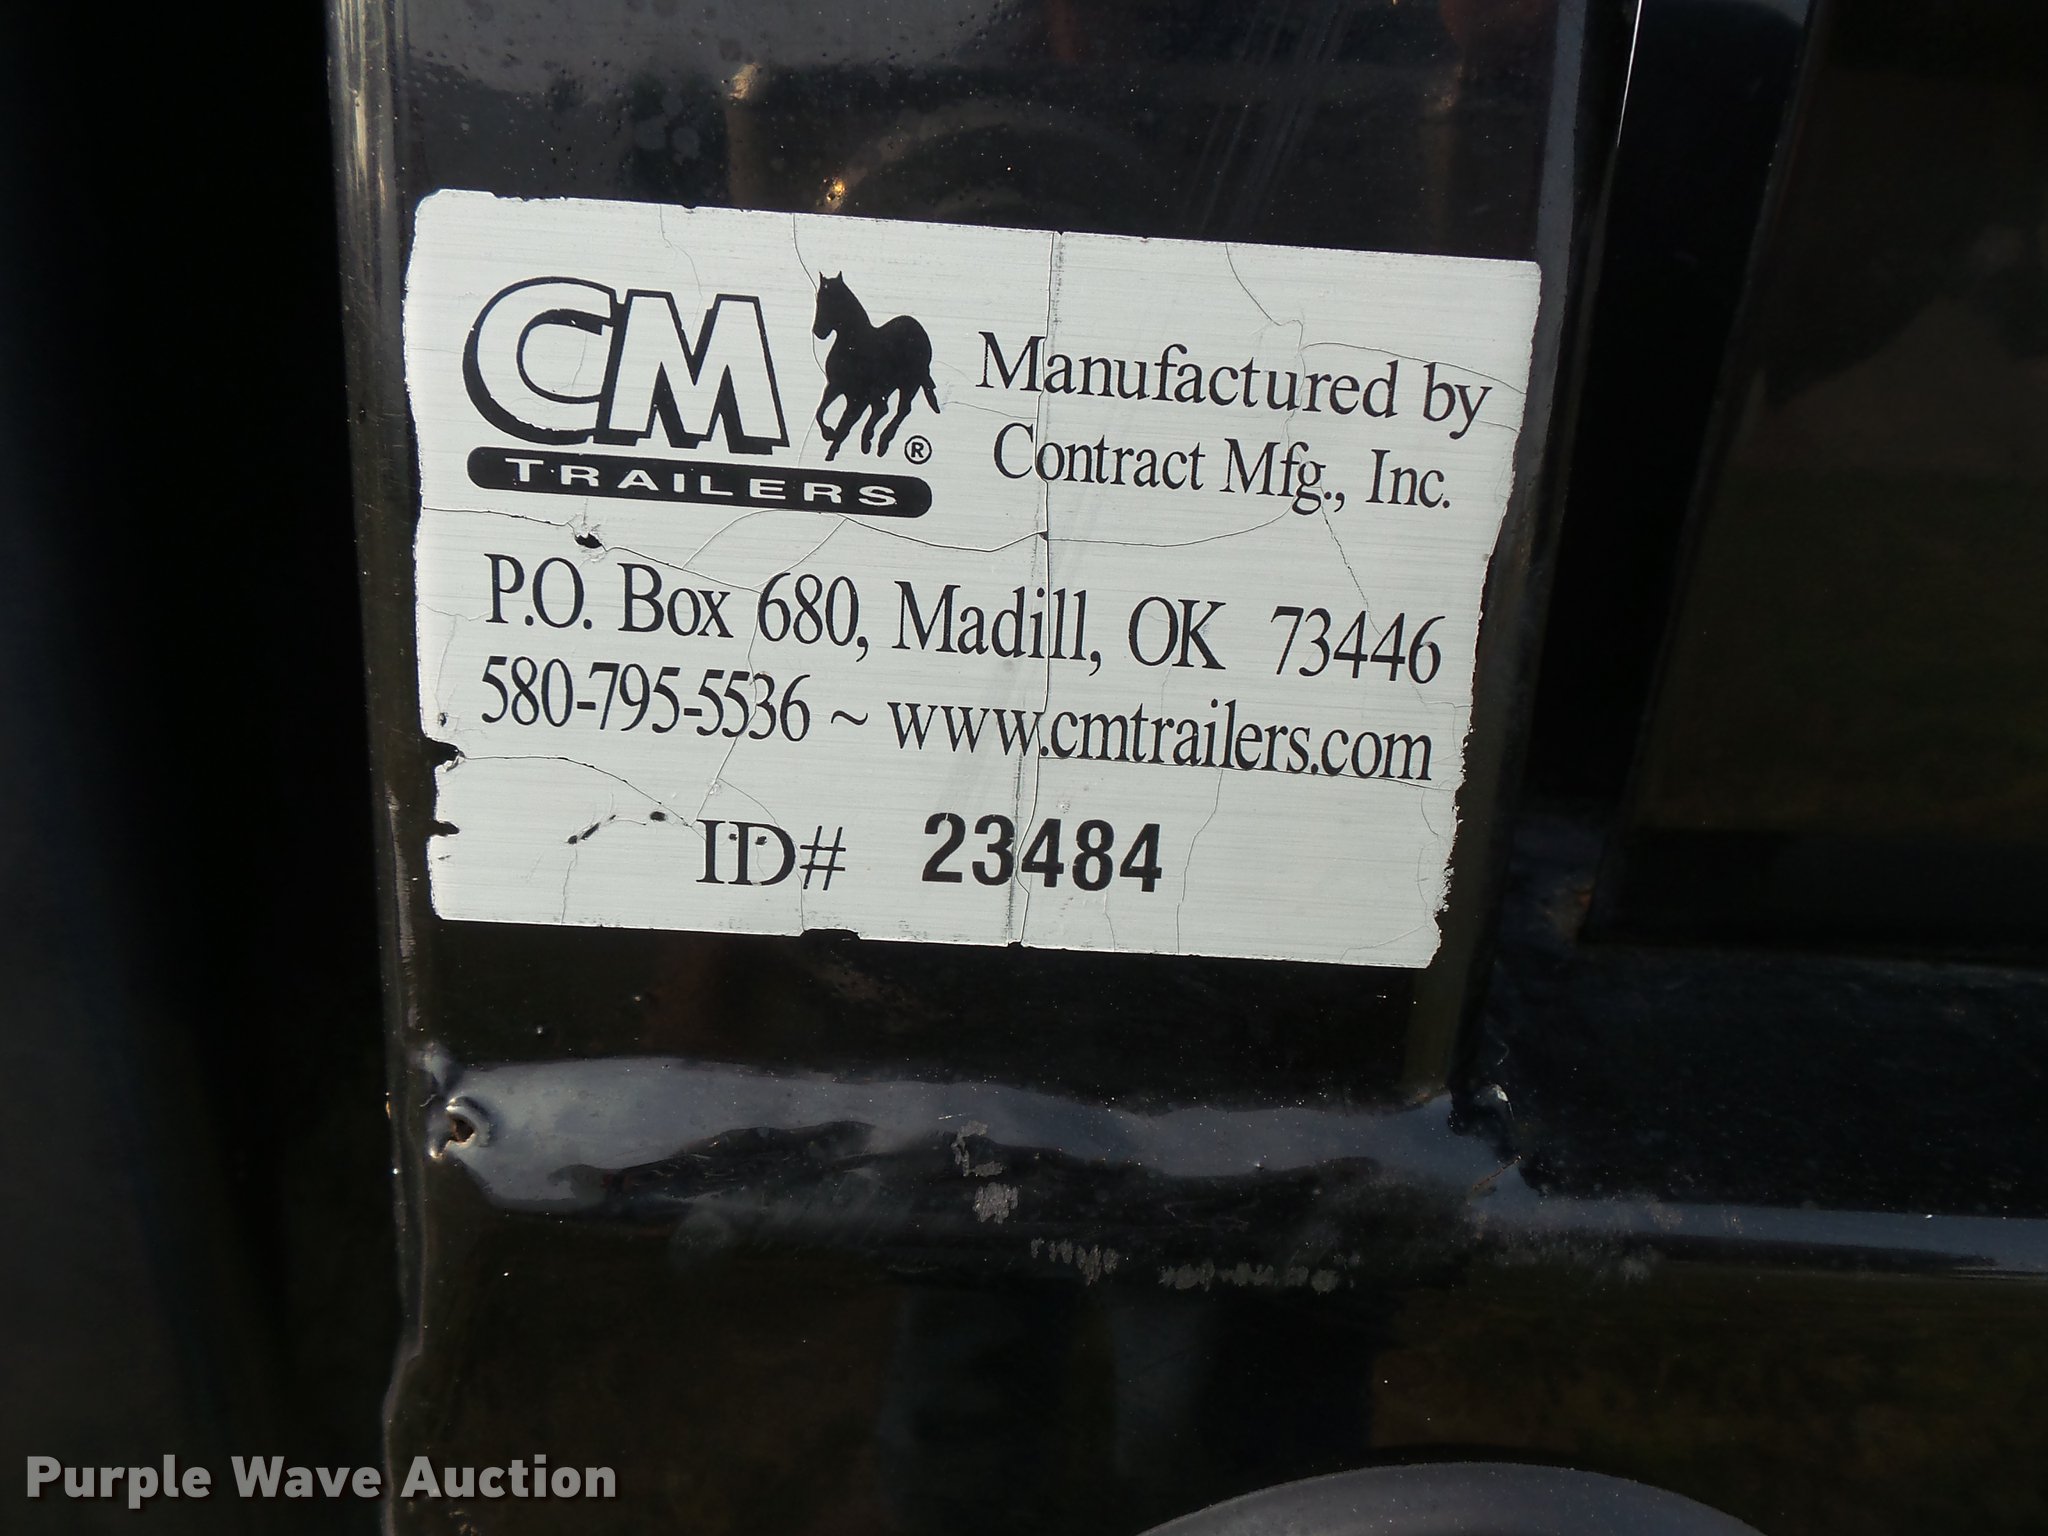 CM ®
TRAILERS
Manufactured by
Contract Mfg., Inc.
P.O. Box 680, Madill, OK 73446
580-795-5536 ~ www.cmtrailers.com
ID# 23484
Purple Wave Auction